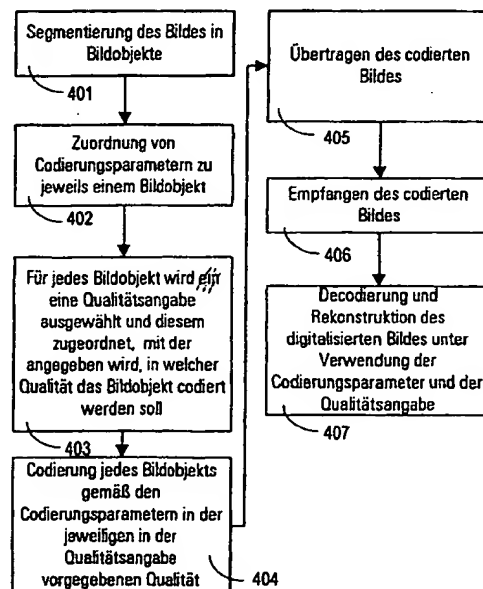 Segmentierung des Bildes in
Bildobjekte
401
Zuordnung von
Codierungsparametern zu
jeweils einem Bildobjekt
402
Für jedes Bildobjekt wird ein
eine Qualitätsangabe
ausgewählt und diesem
zugeordnet, mit der
angegeben wird, in welcher
Qualität das Bildobjekt codiert
werden soll
403
Codierung jedes Bildobjekts
gemäß den
Codierungsparametern in der
jeweiligen in der
Qualitätsangabe
vorgegebenen Qualität
404
Übertragen des codierten
Bildes
405
Empfangen des codierten
Bildes
406
Decodierung und
Rekonstruktion des
digitalisierten Bildes unter
Verwendung der
Codierungsparameter und der
Qualitätsangabe
407